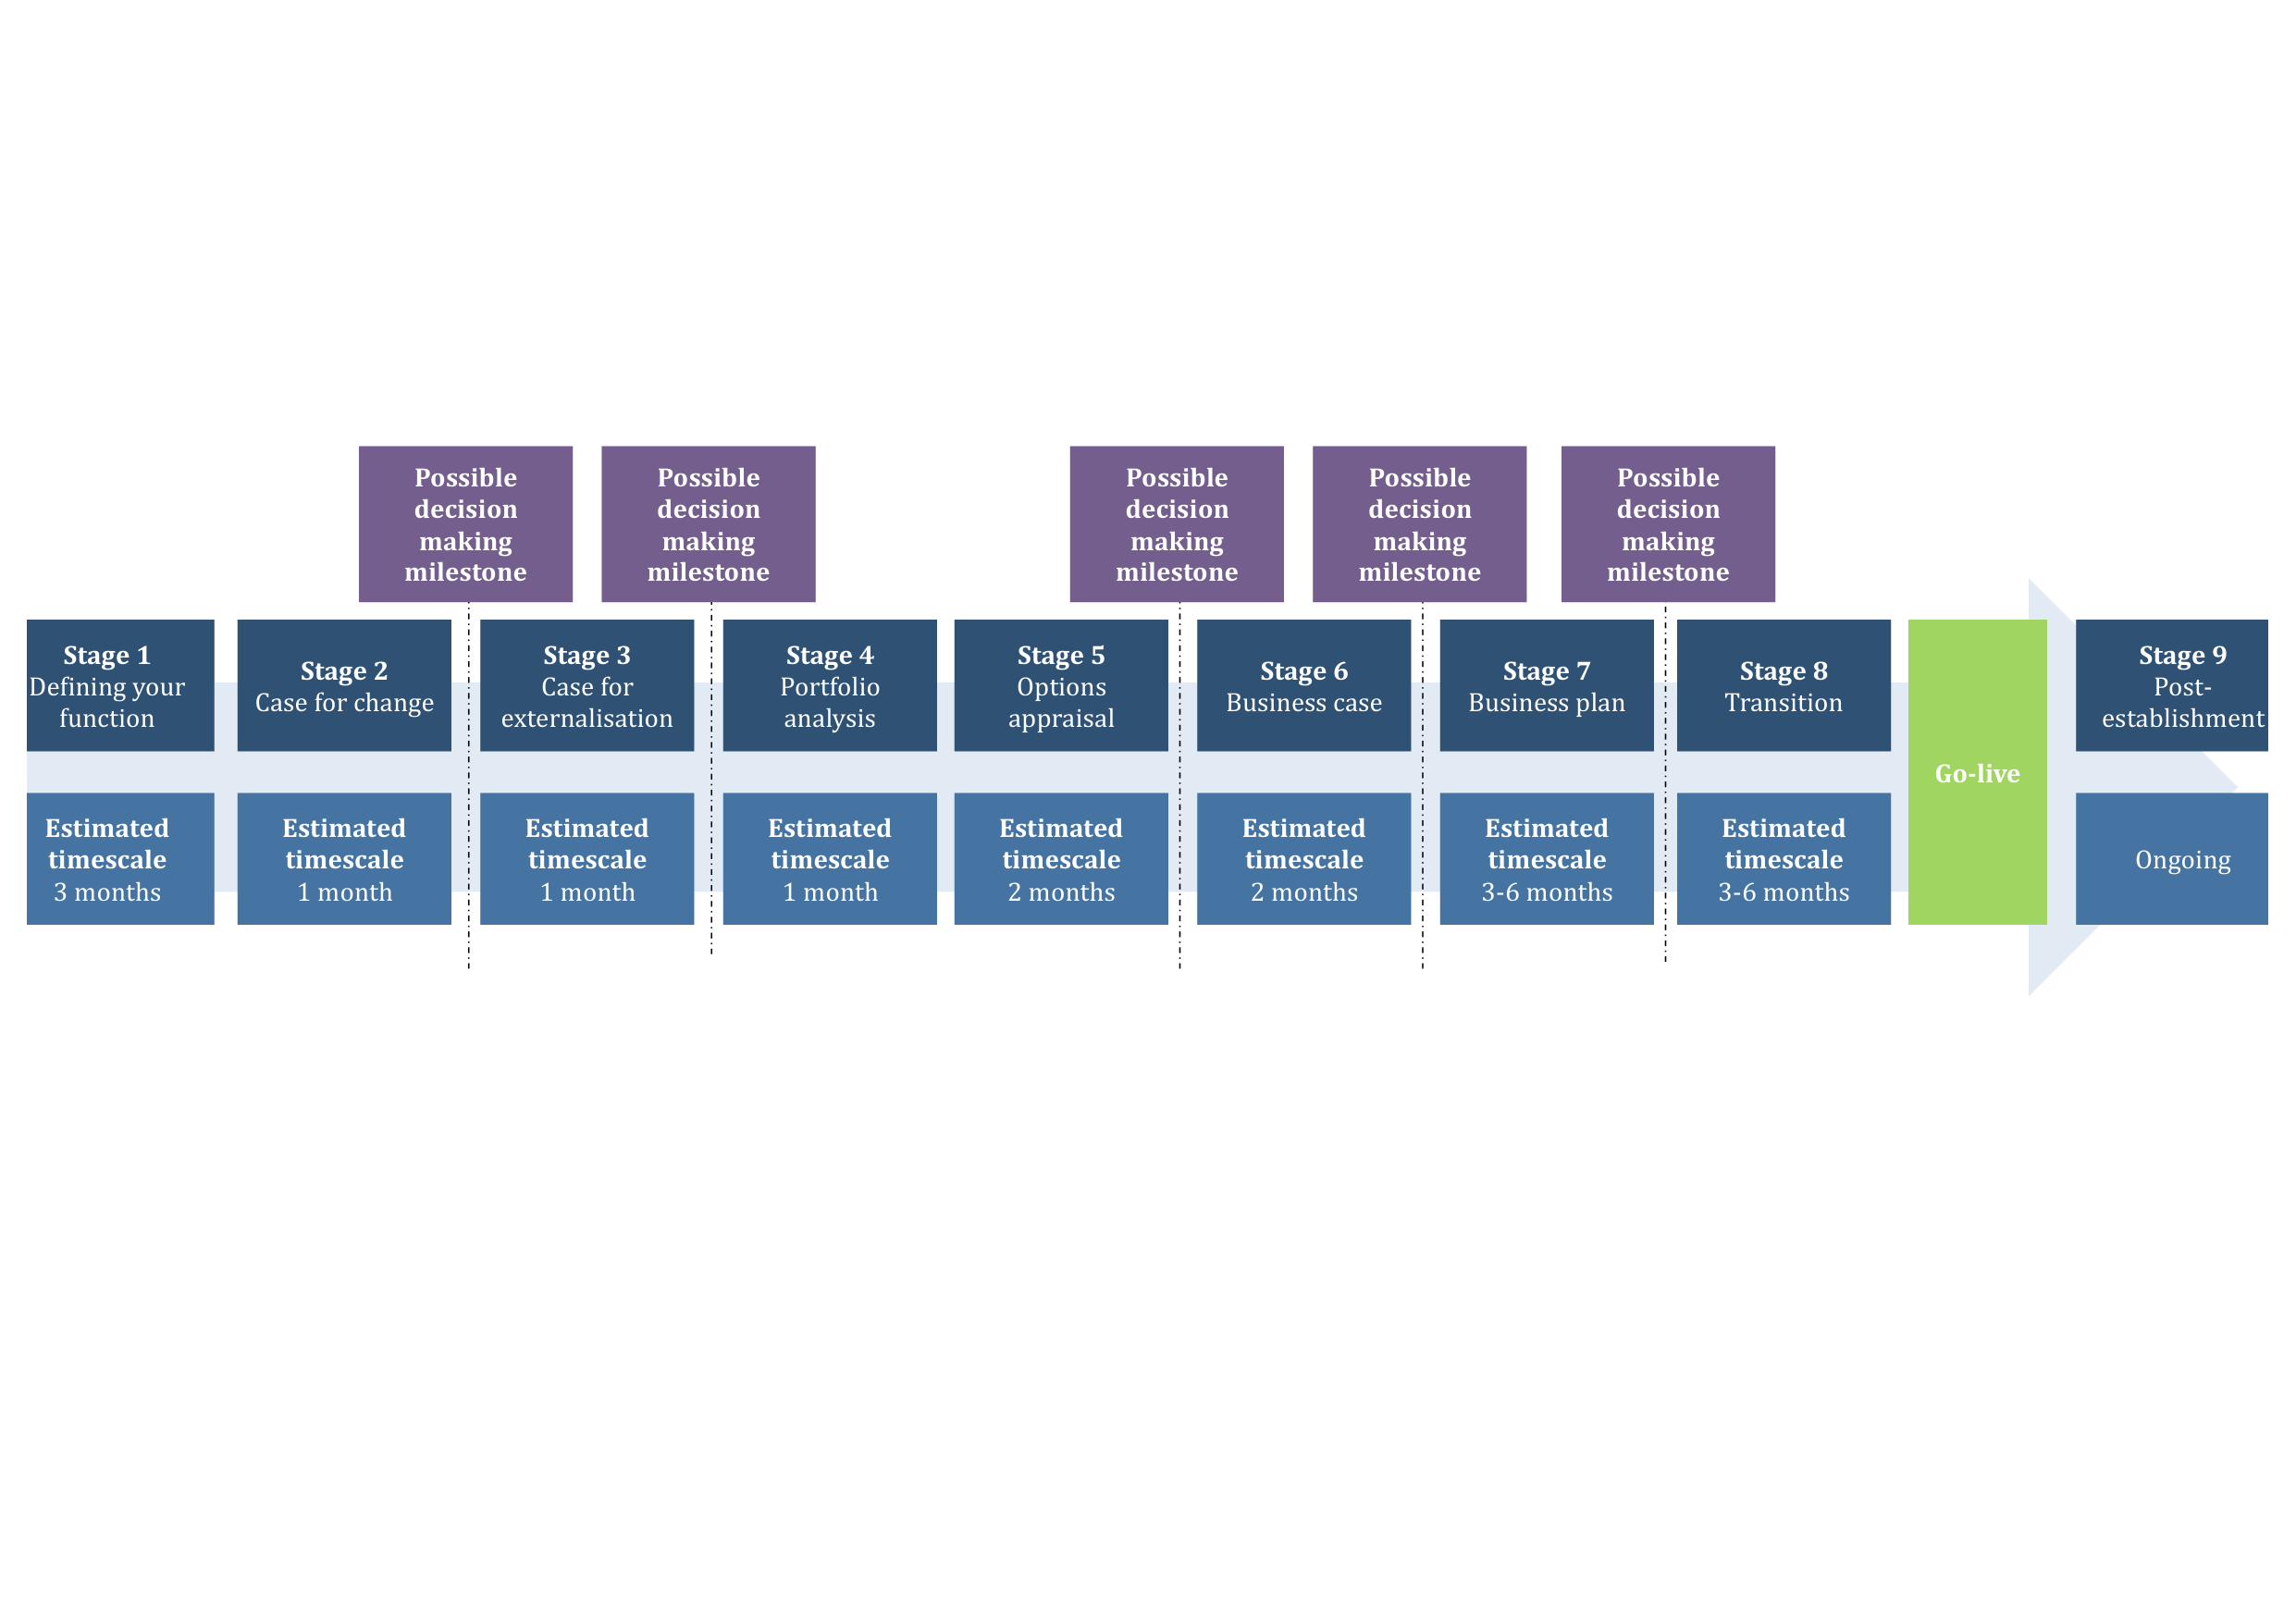 Possible
decision
making
milestone
Possible
decision
making
milestone
Possible
decision
making
milestone
Possible
decision
making
milestone
Possible
decision
making
milestone
Stage 1
Defining your
function
Stage 2
Case for change
Stage 3
Case for
externalisation
Stage 4
Portfolio
analysis
Stage 5
Options
appraisal
Stage 6
Business case
Stage 7
Business plan
Stage 8
Transition
Go-live
Stage 9
Post-
establishment
Estimated
timescale
3 months
Estimated
timescale
1 month
Estimated
timescale
1 month
Estimated
timescale
1 month
Estimated
timescale
2 months
Estimated
timescale
2 months
Estimated
timescale
3-6 months
Estimated
timescale
3-6 months
Ongoing